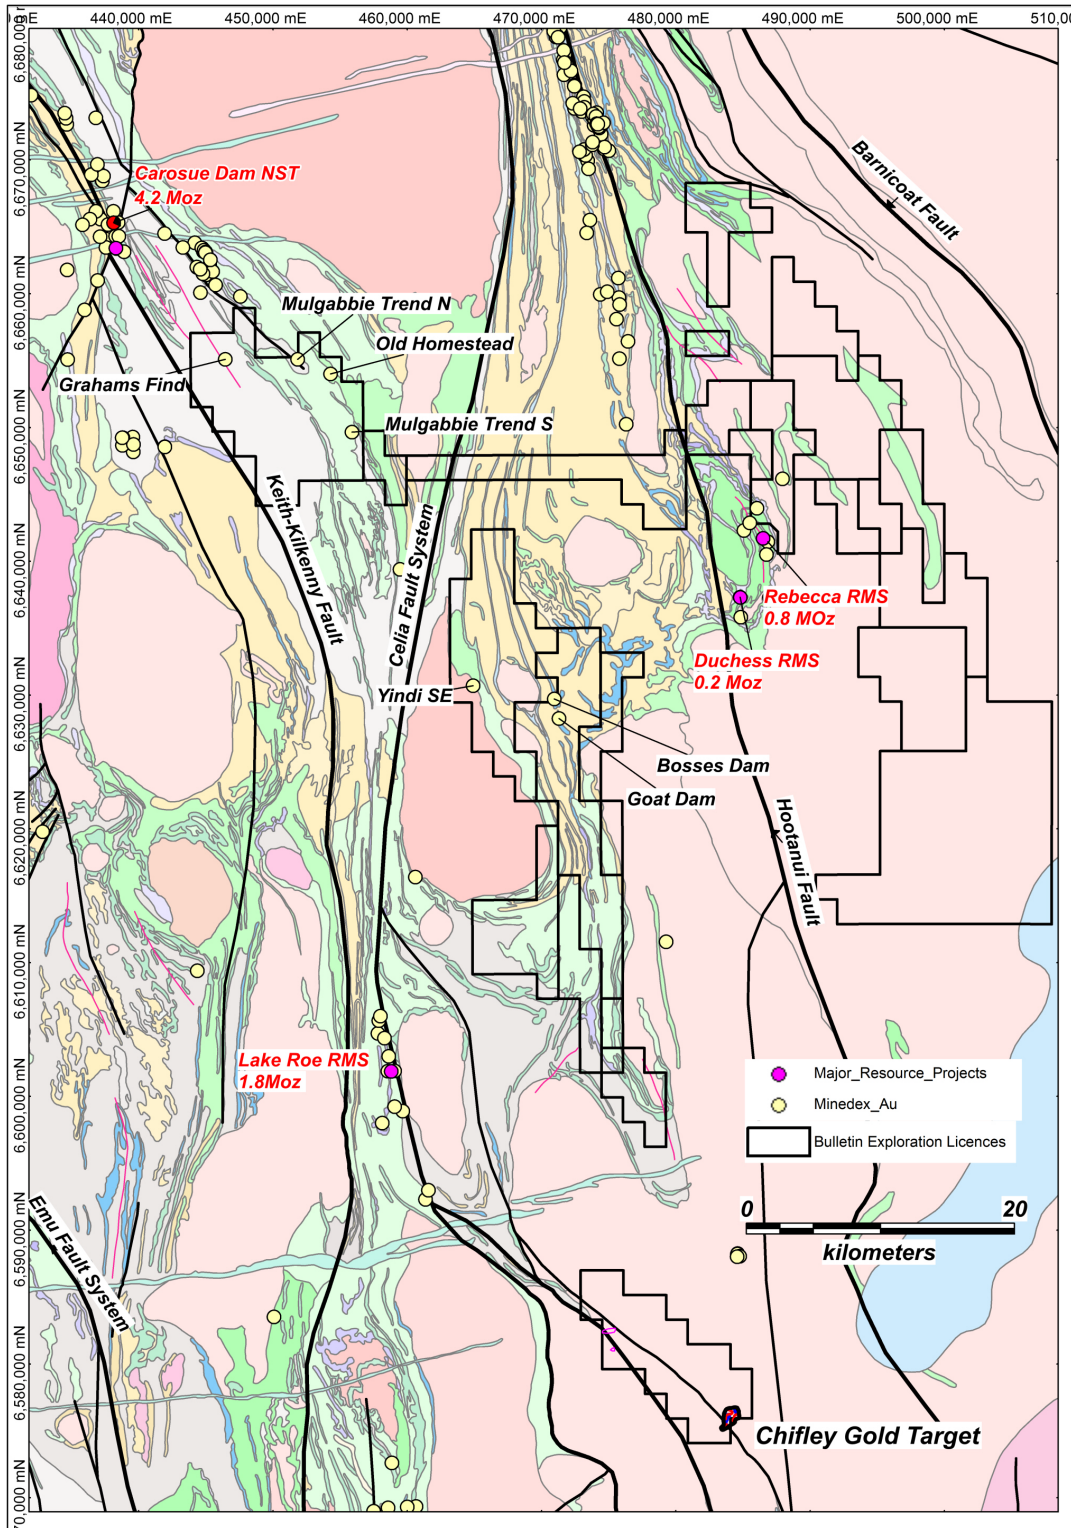 440,000 mE
450,000 mE
460,000 mE
470,000 mE
480,000 mE
490,000 mE
500,000 mE
510,0
6,680,000
6,670,000 mN
6,660,000 mN
6,650,000 mN
6,640,000 mN
6,630,000 mN
6,620,000 mN
6,610,000 mN
6,600,000 mN
6,590,000 mN
6,580,000 mN
70,000 mN
Carosue Dam NST
4.2 Moz
Barnicoat Fault
Mulgabbie Trend N
Old Homestead
Grahams Find
Mulgabbie Trend S
Keith-Kilkenny Fault
Celia Fault System
Rebecca RMS
0.8 MOz
Duchess RMS
0.2 Moz
Yindi SE
Bosses Dam
Goat Dam
Hootanui Fault
Lake Roe RMS
1.8Moz
Major_Resource_Projects
Minedex_Au
Bulletin Exploration Licences
0 20
kilometers
Emu Fault System
Chifley Gold Target